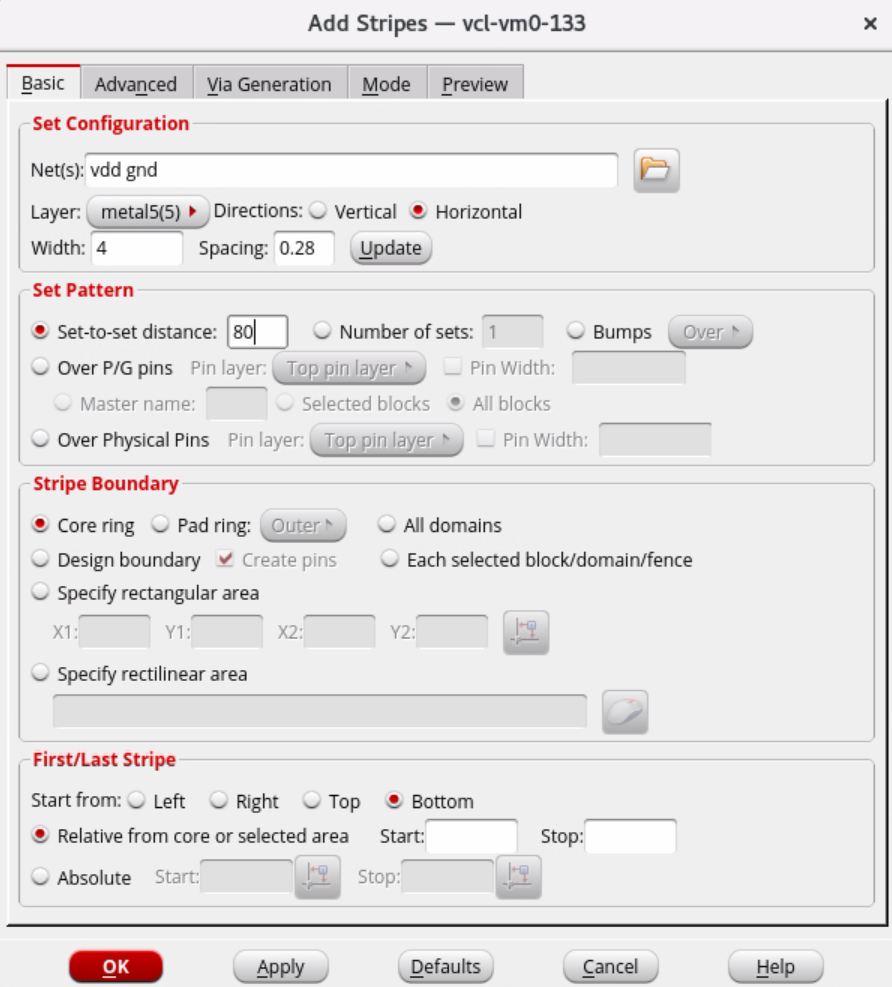 Add Stripes — vcl-vm0-133 ×
Basic Advanced Via Generation Mode Preview
Set Configuration
Net(s): vdd gnd
Layer: metal5(5) Directions: Vertical Horizontal
Width: 4 Spacing: 0.28 Update
Set Pattern
Set-to-set distance: 80 Number of sets: 1 Bumps Over
Over P/G pins Pin layer: Top pin layer Pin Width:
Master name: Selected blocks All blocks
Over Physical Pins Pin layer: Top pin layer Pin Width:
Stripe Boundary
Core ring Pad ring: Outer All domains
Design boundary Create pins Each selected block/domain/fence
Specify rectangular area
X1: Y1: X2: Y2:
Specify rectilinear area
First/Last Stripe
Start from: Left Right Top Bottom
Relative from core or selected area Start: Stop:
Absolute Start: Stop:
OK Apply Defaults Cancel Help